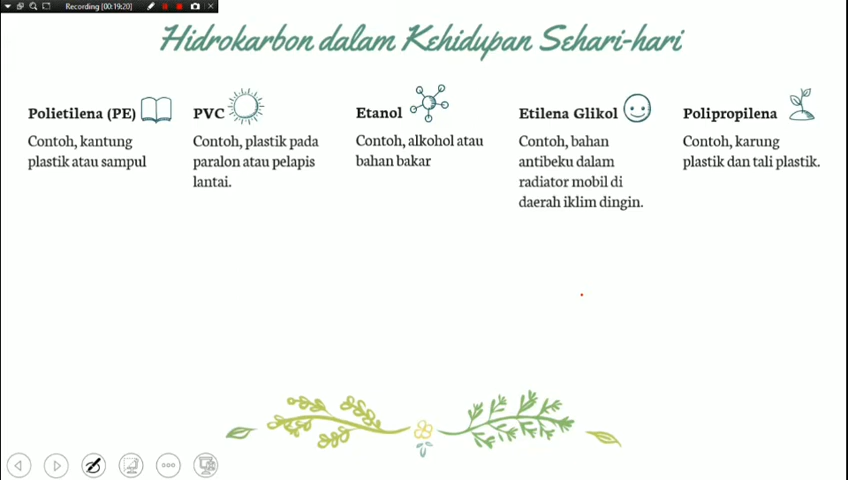 Recording [00:19:20]
Hidrokarbon dalam Kehidupan Sehari-hari
Polietilena (PE)
Contoh, kantung
plastik atau sampul
PVC
Contoh, plastik pada
paralon atau pelapis
lantai.
Etanol
Contoh, alkohol atau
bahan bakar
Etilena Glikol
Contoh, bahan
antibeku dalam
radiator mobil di
daerah iklim dingin.
Polipropilena
Contoh, karung
plastik dan tali plastik.